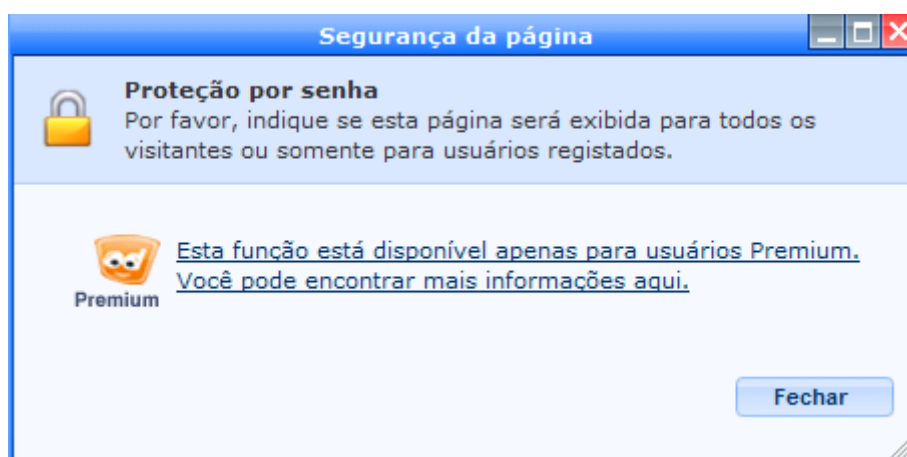 Segurança da página
Proteção por senha
Por favor, indique se esta página será exibida para todos os
visitantes ou somente para usuários registados.
Esta função está disponível apenas para usuários Premium.
Você pode encontrar mais informações aqui.
Premium
Fechar